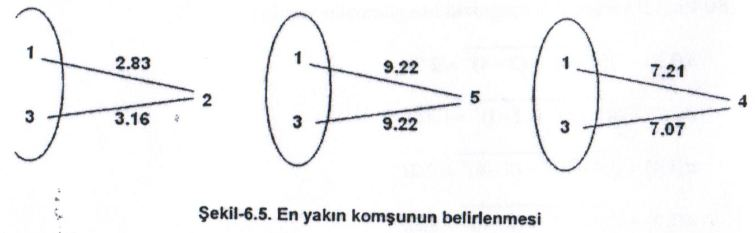 1 2.83 2
3 3.16
1 9.22 5
3 9.22
1 7.21 4
3 7.07
Şekil-6.5. En yakın komşunun belirlenmesi